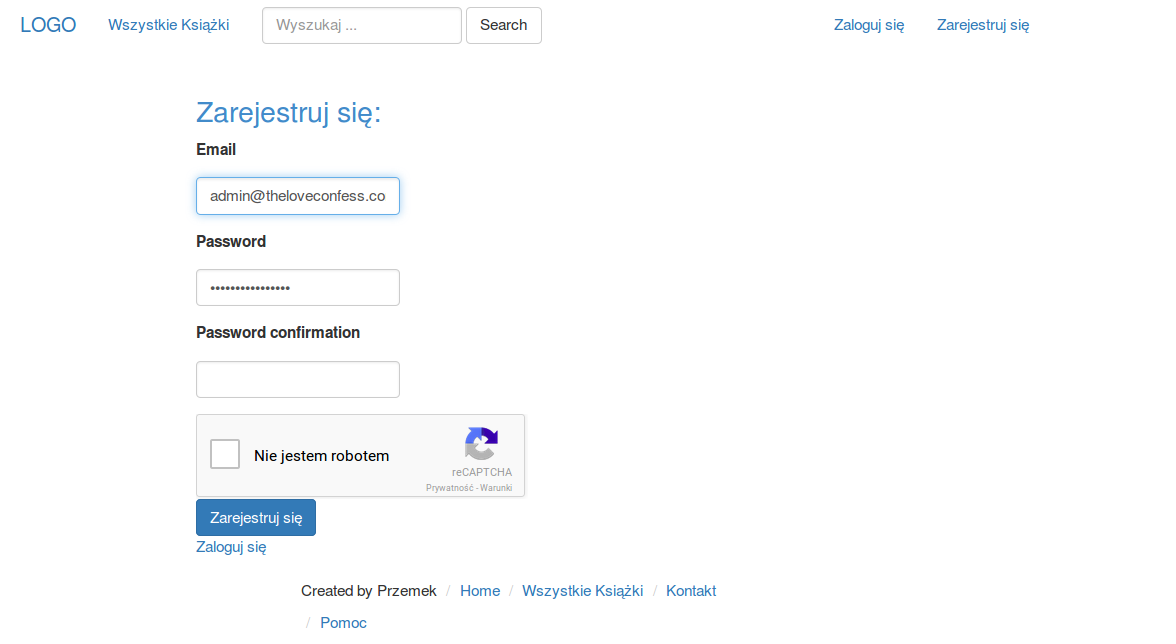 LOGO Wszystkie Książki Wyszukaj ... Search Zaloguj się Zarejestruj się
Zarejestruj się:
Email
admin@theloveconfess.co
Password
••••••••••••••••
Password confirmation
Nie jestem robotem
reCAPTCHA
Prywatność - Warunki
Zarejestruj się
Zaloguj się
Created by Przemek / Home / Wszystkie Książki / Kontakt
/ Pomoc